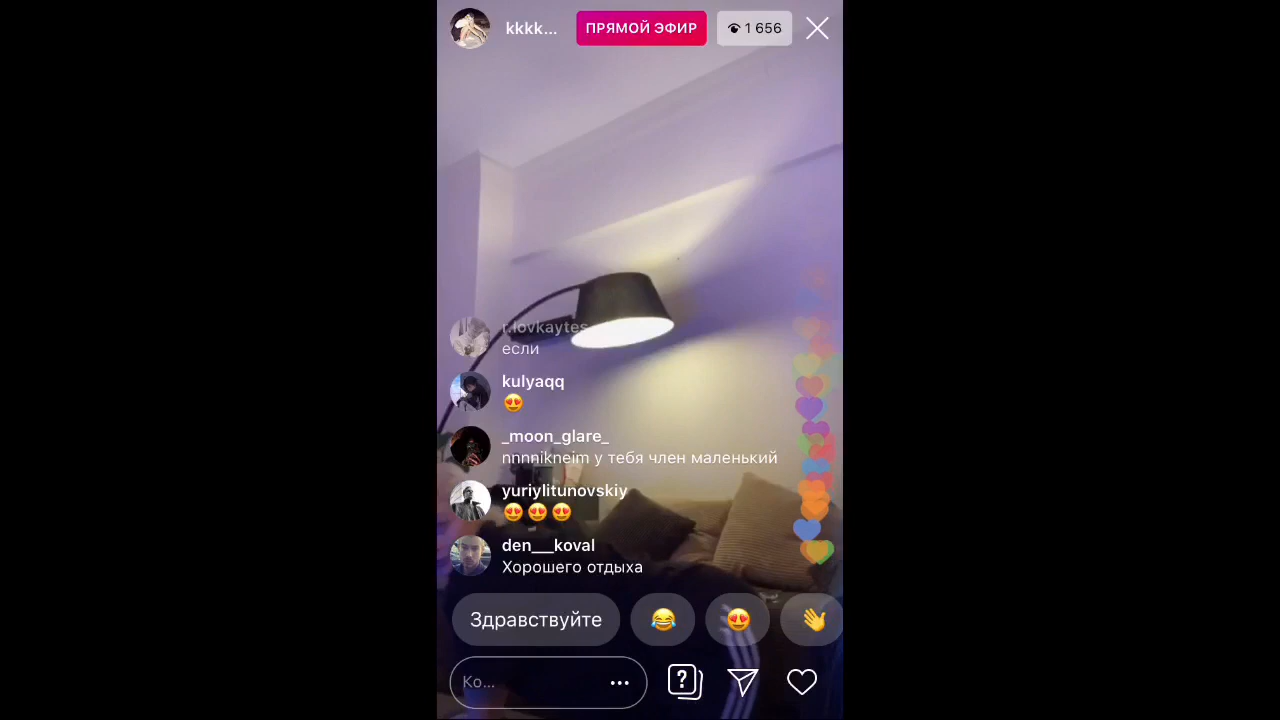 kkkk...
ПРЯМОЙ ЭФИР
1 656
r.lovkaytes
если
kulyaqq
😍
_moon_glare_
nnnnikneim у тебя член маленький
yuriylitunovskiy
😍😍😍
den___koval
Хорошего отдыха
Здравствуйте 😂 😍 👋
Ко...